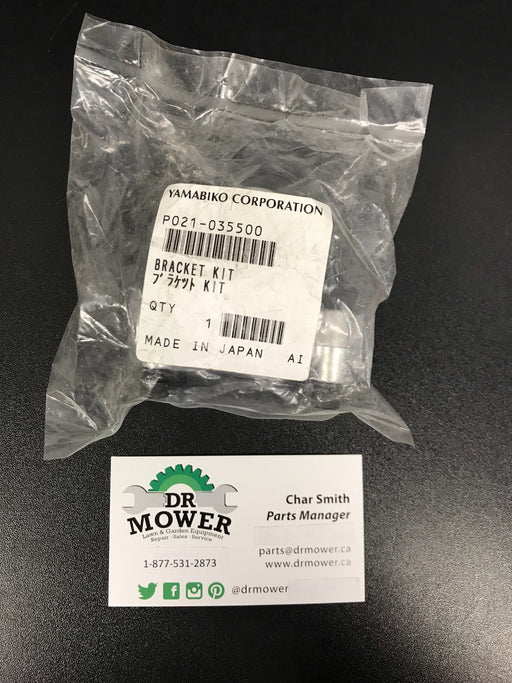 YAMABIKO CORPORATION
P021-035500
BRACKET KIT
ブラケット KIT
QTY
1
MADE IN JAPAN AI
DR
MOWER
Lawn & Garden Equipment
Repair · Sales · Service
1-877-531-2873
Char Smith
Parts Manager
parts@drmower.ca
www.drmower.ca
@drmower